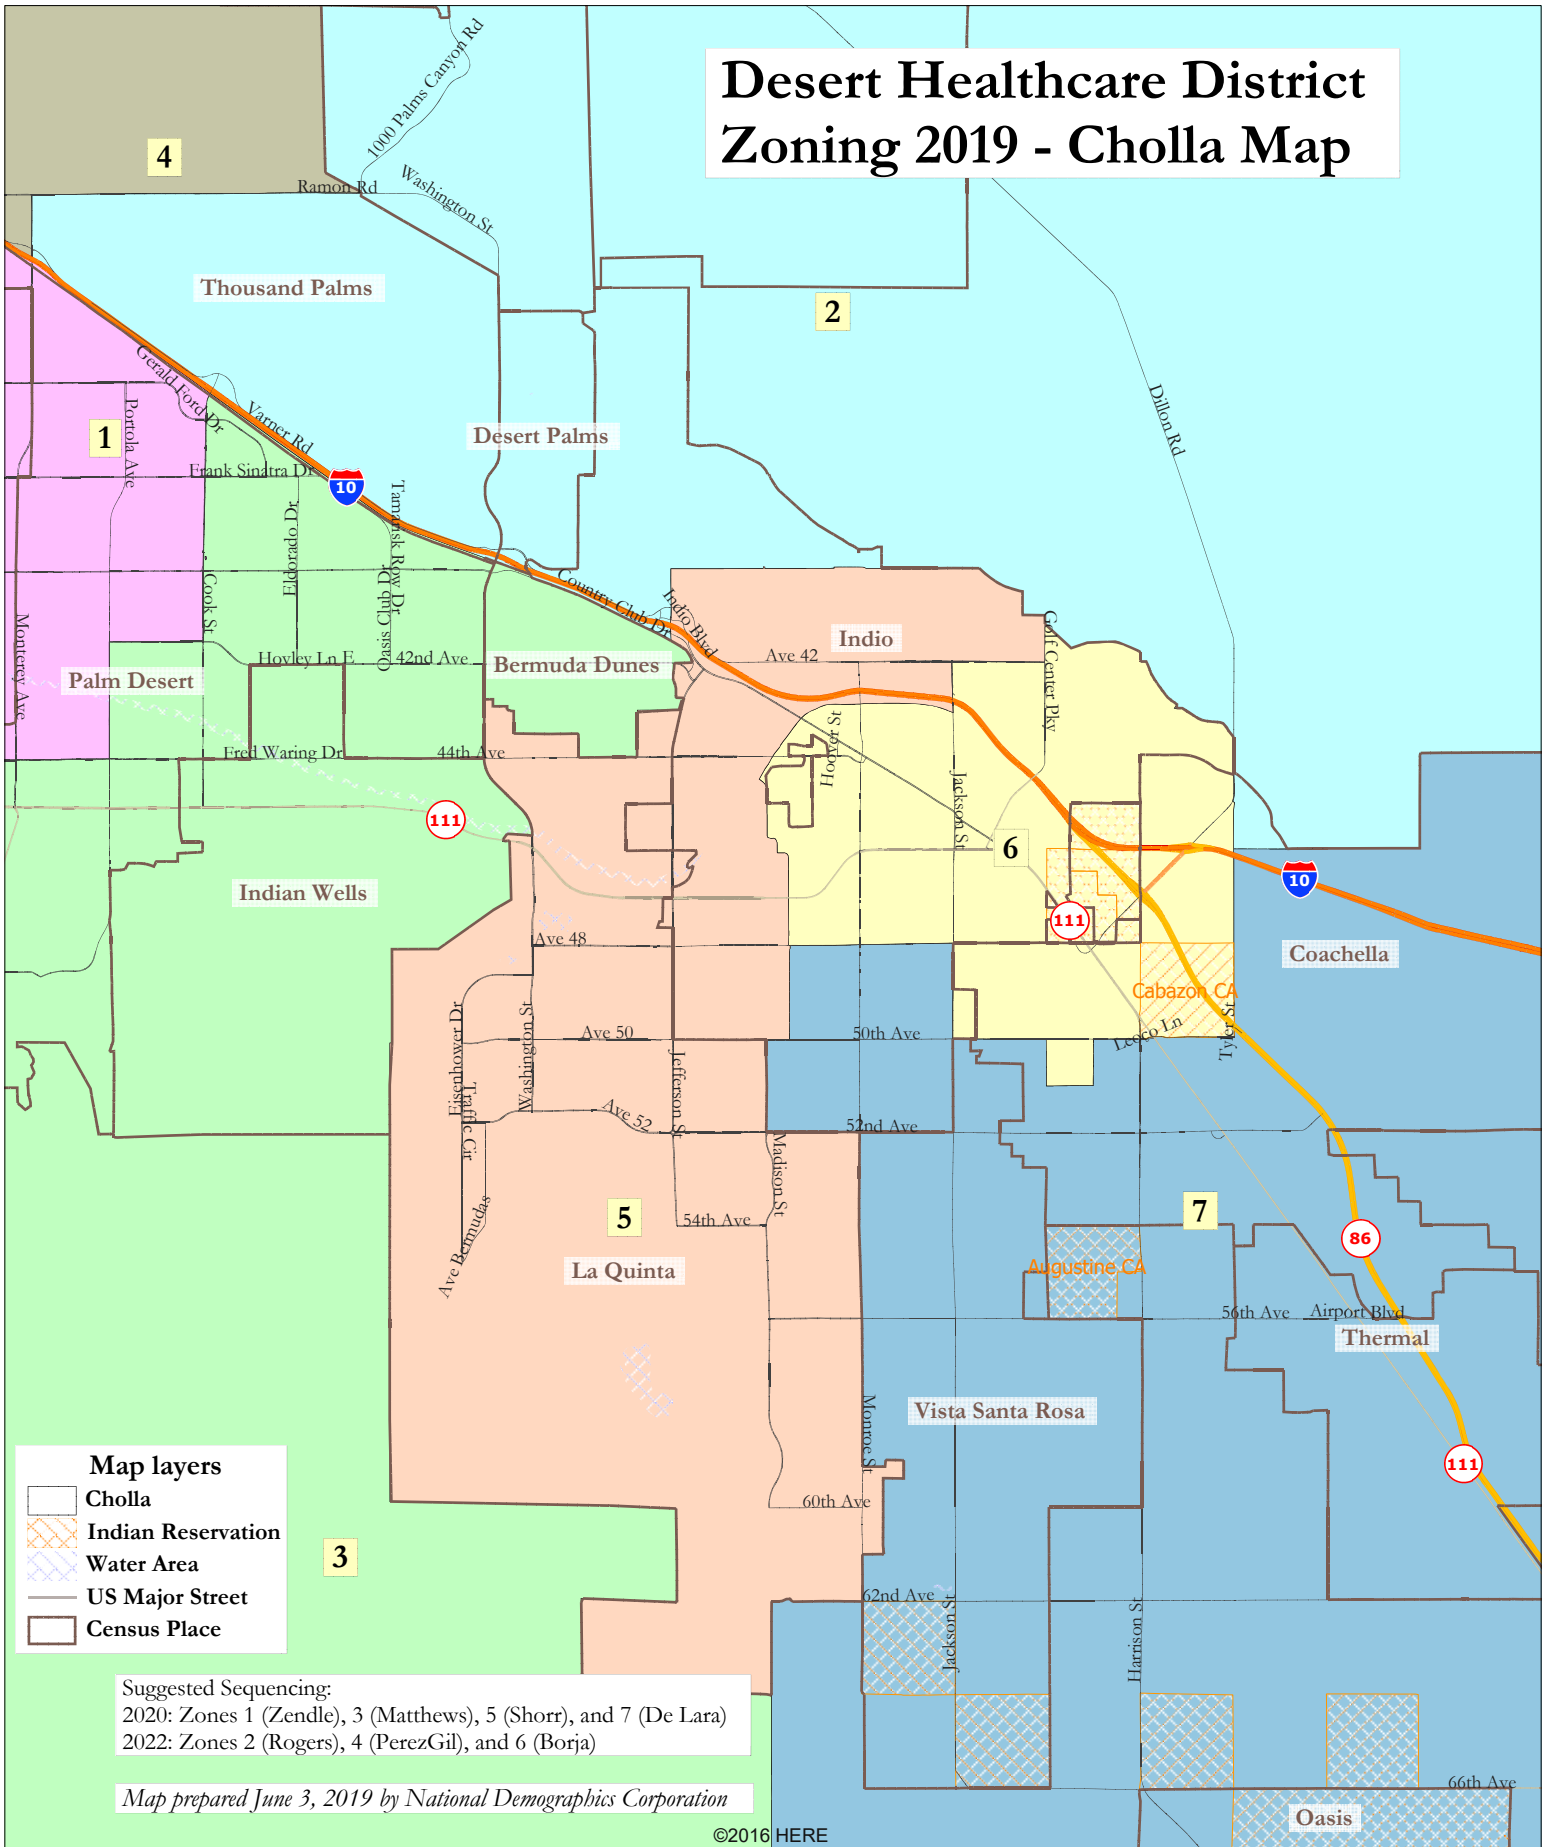 Desert Healthcare District
Zoning 2019 - Cholla Map
1000 Palms Canyon Rd
4
Ramon Rd
Washington St
Thousand Palms
2
Gerald Ford Dr
Varner Rd
Portola Ave
1
Desert Palms
Dillon Rd
Frank Sinatra Dr
10
Tamarisk Row Dr
Eldorado Dr
Cook St
Oasis Club Dr
Country Club Dr
Indio Blvd
Monterey Ave
Indio
Golf Center Pky
Hovley Ln E
42nd Ave
Bermuda Dunes
Ave 42
Palm Desert
Hoover St
Fred Waring Dr
44th Ave
Jackson St
111
6
10
Indian Wells
111
Ave 48
Coachella
Cabazon CA
Eisenhower Dr
Washington St
Ave 50
50th Ave
Leoco Ln
Tyler St
Jefferson St
Traffic Cir
Ave 52
52nd Ave
Madison St
Ave Bermudas
5
54th Ave
7
86
La Quinta
Augustine CA
56th Ave
Airport Blvd
Thermal
Monroe St
Vista Santa Rosa
111
60th Ave
Map layers
Cholla
Indian Reservation
Water Area
US Major Street
Census Place
3
62nd Ave
Jackson St
Harrison St
Suggested Sequencing:
2020: Zones 1 (Zendle), 3 (Matthews), 5 (Shorr), and 7 (De Lara)
2022: Zones 2 (Rogers), 4 (PerezGil), and 6 (Borja)
66th Ave
Map prepared June 3, 2019 by National Demographics Corporation
Oasis
©2016 HERE